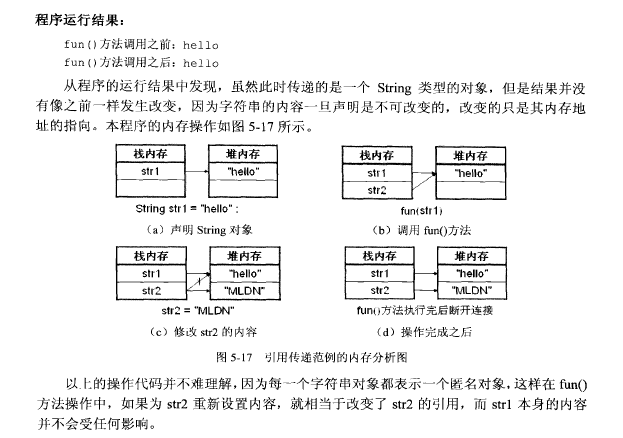 程序运行结果：
fun()方法调用之前：hello
fun()方法调用之后：hello
从程序的运行结果中发现，虽然此时传递的是一个 String 类型的对象，但是结果并没
有像之前一样发生改变，因为字符串的内容一旦声明是不可改变的，改变的只是其内存地
址的指向。本程序的内存操作如图 5-17 所示。
栈内存 堆内存
str1 "hello"
String str1 = "hello" ;
（a）声明 String 对象
栈内存 堆内存
str1 "hello"
str2
fun(str1)
（b）调用 fun()方法
栈内存 堆内存
str1 "hello"
str2 "MLDN"
str2 = "MLDN"
（c）修改 str2 的内容
栈内存 堆内存
str1 "hello"
str2 "MLDN"
fun()方法执行完后断开连接
（d）操作完成之后
图 5-17 引用传递范例的内存分析图
以上的操作代码并不难理解，因为每一个字符串对象都表示一个匿名对象，这样在 fun()
方法操作中，如果为 str2 重新设置内容，就相当于改变了 str2 的引用，而 str1 本身的内容
并不会受任何影响。